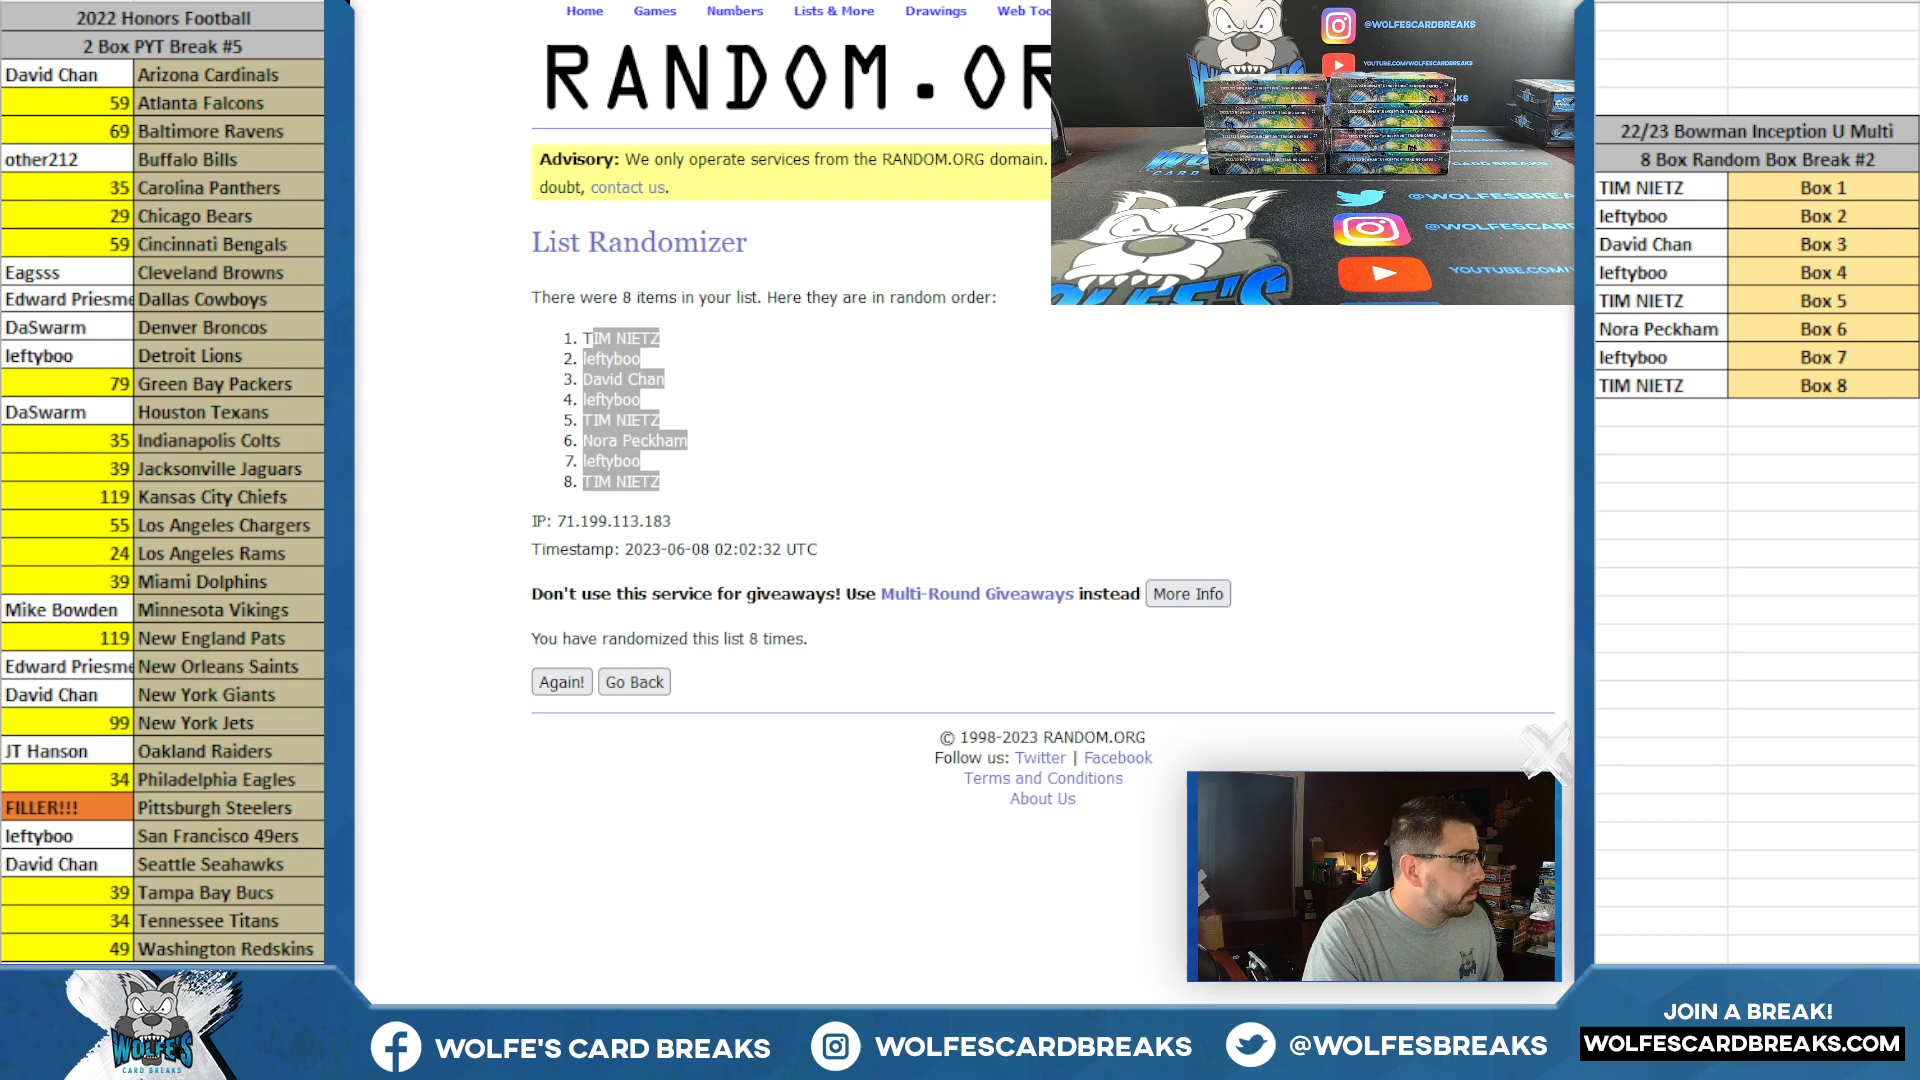 2022 Honors Football
2 Box PYT Break #5
David Chan Arizona Cardinals
59 Atlanta Falcons
69 Baltimore Ravens
other212 Buffalo Bills
35 Carolina Panthers
29 Chicago Bears
59 Cincinnati Bengals
Eagsss Cleveland Browns
Edward Priesme Dallas Cowboys
DaSwarm Denver Broncos
leftyboo Detroit Lions
79 Green Bay Packers
DaSwarm Houston Texans
35 Indianapolis Colts
39 Jacksonville Jaguars
119 Kansas City Chiefs
55 Los Angeles Chargers
24 Los Angeles Rams
39 Miami Dolphins
Mike Bowden Minnesota Vikings
119 New England Pats
Edward Priesme New Orleans Saints
David Chan New York Giants
99 New York Jets
JT Hanson Oakland Raiders
34 Philadelphia Eagles
FILLER!!! Pittsburgh Steelers
leftyboo San Francisco 49ers
David Chan Seattle Seahawks
39 Tampa Bay Bucs
34 Tennessee Titans
49 Washington Redskins
Home Games Numbers Lists & More Drawings Web Too
RANDOM.OR
Advisory: We only operate services from the RANDOM.ORG domain.
doubt, contact us.
List Randomizer
There were 8 items in your list. Here they are in random order:
1. TIM NIETZ
2. leftyboo
3. David Chan
4. leftyboo
5. TIM NIETZ
6. Nora Peckham
7. leftyboo
8. TIM NIETZ
IP: 71.199.113.183
Timestamp: 2023-06-08 02:02:32 UTC
Don't use this service for giveaways! Use Multi-Round Giveaways instead More Info
You have randomized this list 8 times.
Again! Go Back
© 1998-2023 RANDOM.ORG
Follow us: Twitter | Facebook
Terms and Conditions
About Us
@WOLFESCARDBREAKS
YOUTUBE.COM/WOLFESCARDBREAKS
@WOLFESBREA
@WOLFESCARD
YOUTUBE.COM/
22/23 Bowman Inception U Multi
8 Box Random Box Break #2
TIM NIETZ Box 1
leftyboo Box 2
David Chan Box 3
leftyboo Box 4
TIM NIETZ Box 5
Nora Peckham Box 6
leftyboo Box 7
TIM NIETZ Box 8
WOLFE'S
CARD BREAKS
WOLFE'S CARD BREAKS
WOLFESCARDBREAKS
@WOLFESBREAKS
JOIN A BREAK!
WOLFESCARDBREAKS.COM